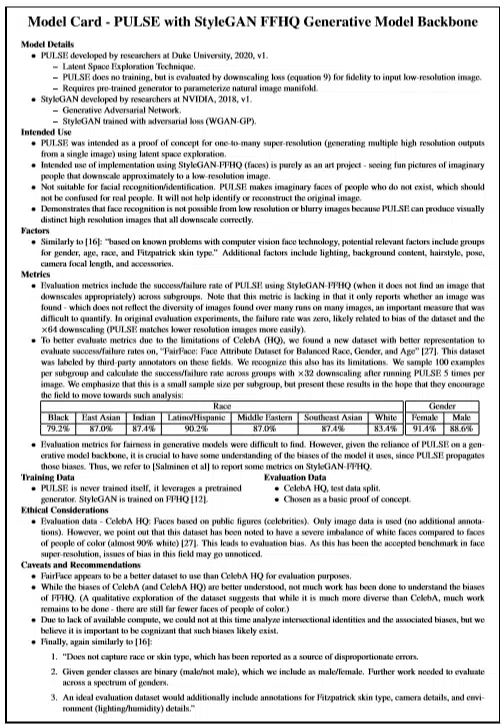 Model Card - PULSE with StyleGAN FFHQ Generative Model Backbone
Model Details
• PULSE developed by researchers at Duke University, 2020, v1.
– Latent Space Exploration Technique.
– PULSE does no training, but is evaluated by downscaling loss (equation 9) for fidelity to input low-resolution image.
– Requires pre-trained generator to parameterize natural image manifold.
• StyleGAN developed by researchers at NVIDIA, 2018, v1.
– Generative Adversarial Network.
– StyleGAN trained with adversarial loss (WGAN-GP).
Intended Use
• PULSE was intended as a proof of concept for one-to-many super-resolution (generating multiple high resolution outputs
from a single image) using latent space exploration.
• Intended use of implementation using StyleGAN-FFHQ (faces) is purely as an art project - seeing fun pictures of imaginary
people that downscale approximately to a low-resolution image.
• Not suitable for facial recognition/identification. PULSE makes imaginary faces of people who do not exist, which should
not be confused for real people. It will not help identify or reconstruct the original image.
• Demonstrates that face recognition is not possible from low resolution or blurry images because PULSE can produce visually
distinct high resolution images that all downscale correctly.
Factors
• Similarly to [16]: "based on known problems with computer vision face technology, potential relevant factors include groups
for gender, age, race, and Fitzpatrick skin type." Additional factors include lighting, background content, hairstyle, pose,
camera focal length, and accessories.
Metrics
• Evaluation metrics include the success/failure rate of PULSE using StyleGAN-FFHQ (when it does not find an image that
downscales appropriately) across subgroups. Note that this metric is lacking in that it only reports whether an image was
found - which does not reflect the diversity of images found over many runs on many images, an important measure that was
difficult to quantify. In original evaluation experiments, the failure rate was zero, likely related to bias of the dataset and the
×64 downscaling (PULSE matches lower resolution images more easily).
• To better evaluate metrics due to the limitations of CelebA (HQ), we found a new dataset with better representation to
evaluate success/failure rates on, "FairFace: Face Attribute Dataset for Balanced Race, Gender, and Age" [27]. This dataset
was labeled by third-party annotators on these fields. We recognize this also has its limitations. We sample 100 examples
per subgroup and calculate the success/failure rate across groups with ×32 downscaling after running PULSE 5 times per
image. We emphasize that this is a small sample size per subgroup, but present these results in the hope that they encourage
the field to move towards such analysis:
Race Gender
Black East Asian Indian Latino/Hispanic Middle Eastern Southeast Asian White Female Male
79.2% 87.0% 87.4% 90.2% 87.0% 87.4% 83.4% 91.4% 88.6%
• Evaluation metrics for fairness in generative models were difficult to find. However, given the reliance of PULSE on a gen-
erative model backbone, it is crucial to have some understanding of the biases of the model it uses, since PULSE propagates
those biases. Thus, we refer to [Salminen et al] to report some metrics on StyleGAN-FFHQ.
Training Data
• PULSE is never trained itself, it leverages a pretrained
generator. StyleGAN is trained on FFHQ [12].
Evaluation Data
• CelebA HQ, test data split.
• Chosen as a basic proof of concept.
Ethical Considerations
• Evaluation data - CelebA HQ: Faces based on public figures (celebrities). Only image data is used (no additional annota-
tions). However, we point out that this dataset has been noted to have a severe imbalance of white faces compared to faces
of people of color (almost 90% white) [27]. This leads to evaluation bias. As this has been the accepted benchmark in face
super-resolution, issues of bias in this field may go unnoticed.
Caveats and Recommendations
• FairFace appears to be a better dataset to use than CelebA HQ for evaluation purposes.
• While the biases of CelebA (and CelebA HQ) are better understood, not much work has been done to understand the biases
of FFHQ. (A qualitative exploration of the dataset suggests that while it is much more diverse than CelebA, much work
remains to be done - there are still far fewer faces of people of color.)
• Due to lack of available compute, we could not at this time analyze intersectional identities and the associated biases, but we
believe it is important to be cognizant that such biases likely exist.
• Finally, again similarly to [16]:
1. "Does not capture race or skin type, which has been reported as a source of disproportionate errors.
2. Given gender classes are binary (male/not male), which we include as male/female. Further work needed to evaluate
across a spectrum of genders.
3. An ideal evaluation dataset would additionally include annotations for Fitzpatrick skin type, camera details, and envi-
ronment (lighting/humidity) details."